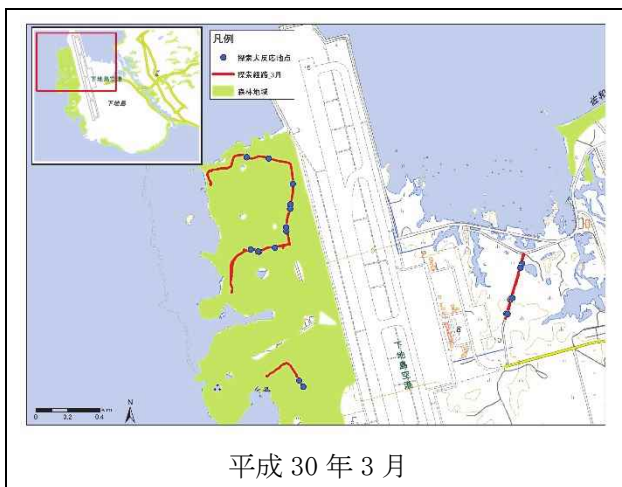 凡例
探索犬反応地点
探索経路_3月
森林地域
下地島空港
下地島
下地島空港
N
0 0.2 0.4
平成 30 年 3 月